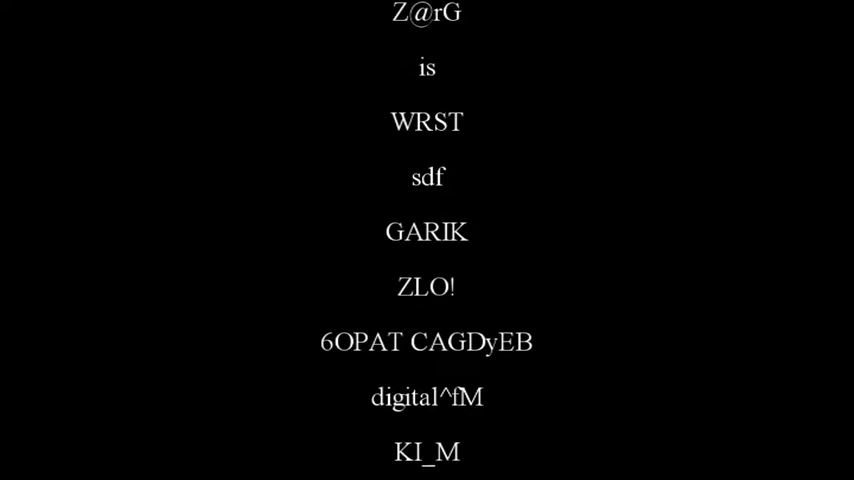 Z@rG
is
WRST
sdf
GARIK
ZLO!
6OPAT CAGDyEB
digital^fM
KI_M